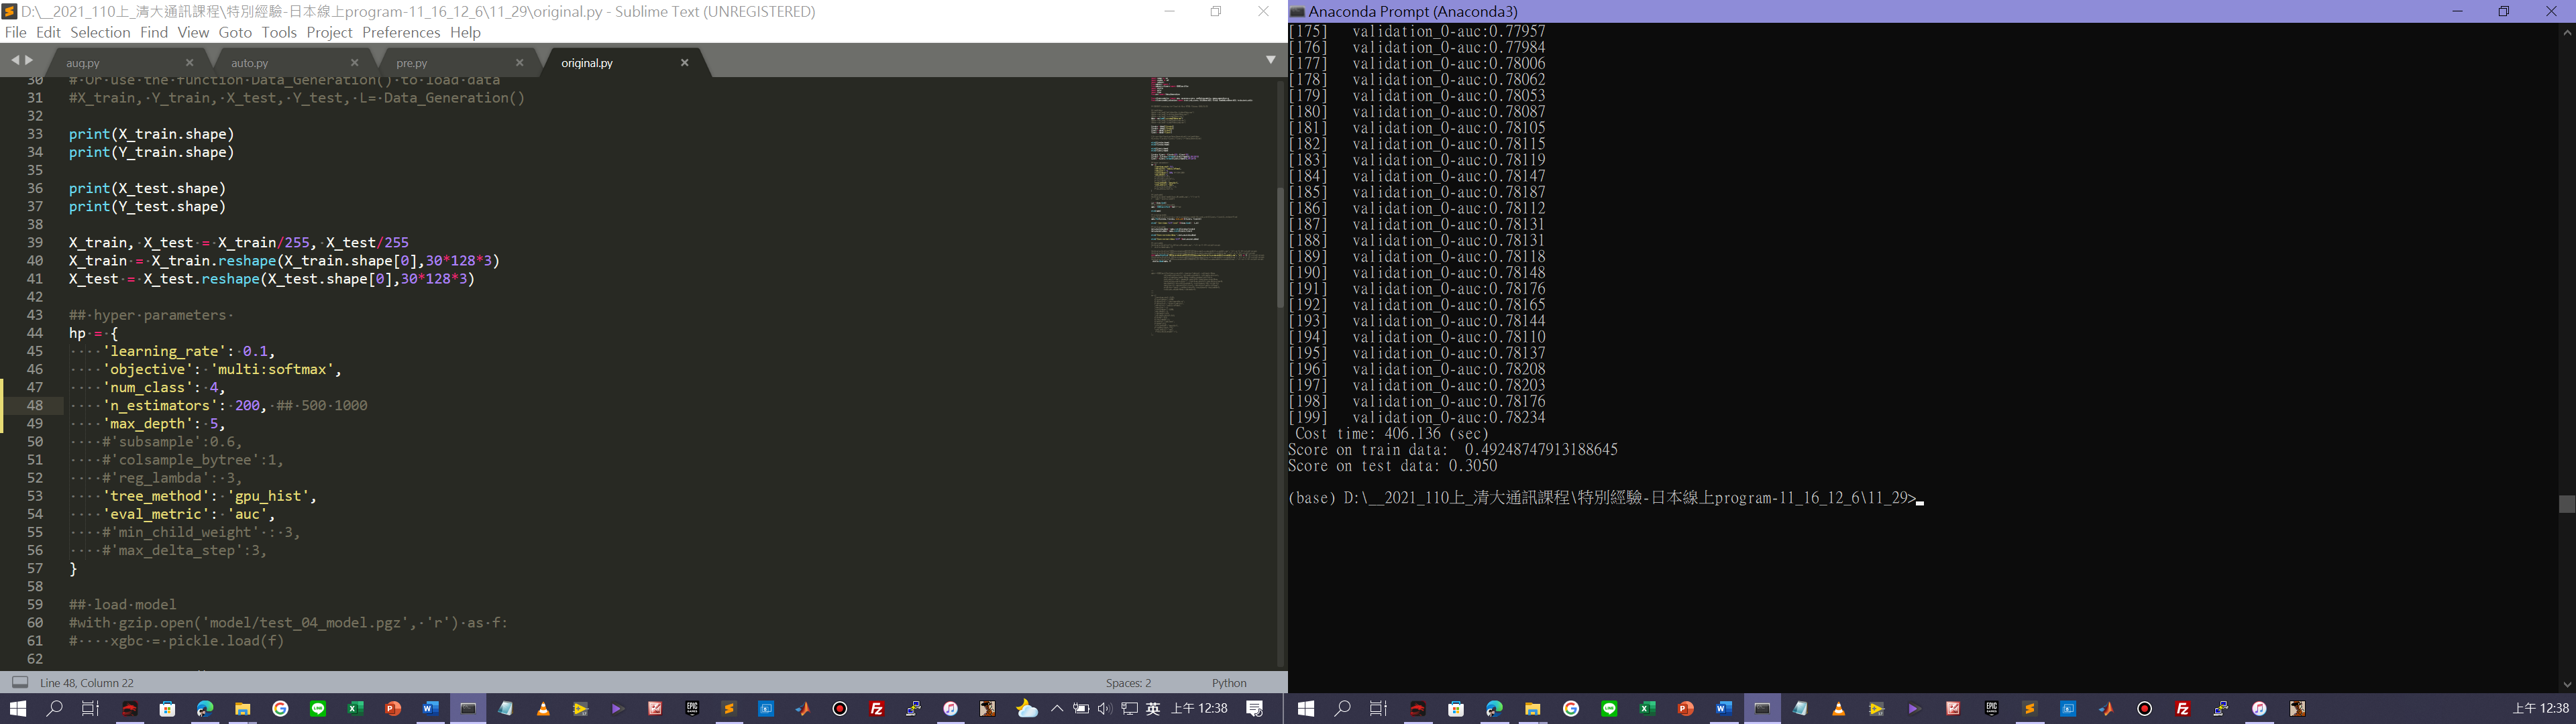 D:\__2021_110上_清大通訊課程\特別經驗-日本線上program-11_16_12_6\11_29\original.py - Sublime Text (UNREGISTERED)
File Edit Selection Find View Goto Tools Project Preferences Help
auq.py
auto.py
pre.py
original.py
30 # Or use the function Data_Generation() to load data
31 #X_train, Y_train, X_test, Y_test, L= Data_Generation()
32
33 print(X_train.shape)
34 print(Y_train.shape)
35
36 print(X_test.shape)
37 print(Y_test.shape)
38
39 X_train, X_test = X_train/255, X_test/255
40 X_train = X_train.reshape(X_train.shape[0],30*128*3)
41 X_test = X_test.reshape(X_test.shape[0],30*128*3)
42
43 ## hyper parameters
44 hp = {
45 'learning_rate': 0.1,
46 'objective': 'multi:softmax',
47 'num_class': 4,
48 'n_estimators': 200, ## 500 1000
49 'max_depth': 5,
50 #'subsample':0.6,
51 #'colsample_bytree':1,
52 #'reg_lambda': 3,
53 'tree_method': 'gpu_hist',
54 'eval_metric': 'auc',
55 #'min_child_weight' : 3,
56 #'max_delta_step':3,
57 }
58
59 ## load model
60 #with gzip.open('model/test_04_model.pgz', 'r') as f:
61 # xgbc = pickle.load(f)
62
Line 48, Column 22
Spaces: 2
Python
英 上午 12:38
Anaconda Prompt (Anaconda3)
[175] validation_0-auc:0.77957
[176] validation_0-auc:0.77984
[177] validation_0-auc:0.78006
[178] validation_0-auc:0.78062
[179] validation_0-auc:0.78053
[180] validation_0-auc:0.78087
[181] validation_0-auc:0.78105
[182] validation_0-auc:0.78115
[183] validation_0-auc:0.78119
[184] validation_0-auc:0.78147
[185] validation_0-auc:0.78187
[186] validation_0-auc:0.78112
[187] validation_0-auc:0.78131
[188] validation_0-auc:0.78131
[189] validation_0-auc:0.78118
[190] validation_0-auc:0.78148
[191] validation_0-auc:0.78176
[192] validation_0-auc:0.78165
[193] validation_0-auc:0.78144
[194] validation_0-auc:0.78110
[195] validation_0-auc:0.78137
[196] validation_0-auc:0.78208
[197] validation_0-auc:0.78203
[198] validation_0-auc:0.78176
[199] validation_0-auc:0.78234
Cost time: 406.136 (sec)
Score on train data: 0.49248747913188645
Score on test data: 0.3050
(base) D:\__2021_110上_清大通訊課程\特別經驗-日本線上program-11_16_12_6\11_29>
上午 12:38